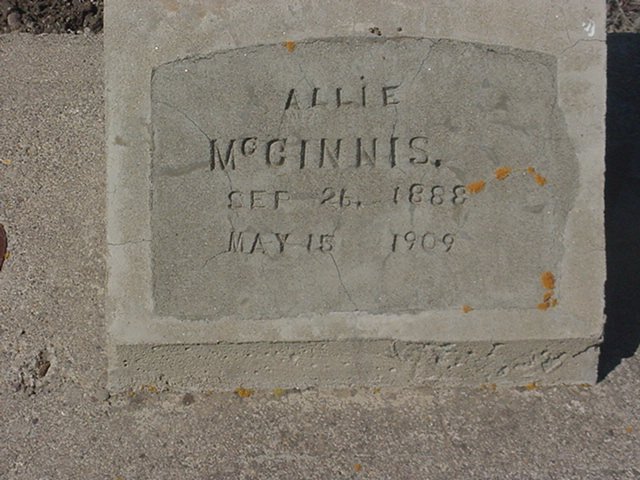 ALLiE
McGINNIS.
SEP 26. 1888
MAY 15 1909